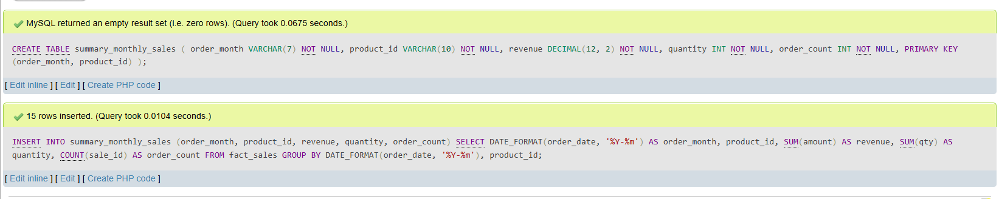 MySQL returned an empty result set (i.e. zero rows). (Query took 0.0675 seconds.)
CREATE TABLE summary_monthly_sales ( order_month VARCHAR(7) NOT NULL, product_id VARCHAR(10) NOT NULL, revenue DECIMAL(12, 2) NOT NULL, quantity INT NOT NULL, order_count INT NOT NULL, PRIMARY KEY
(order_month, product_id) );
[ Edit inline ] [ Edit ] [ Create PHP code ]
15 rows inserted. (Query took 0.0104 seconds.)
INSERT INTO summary_monthly_sales (order_month, product_id, revenue, quantity, order_count) SELECT DATE_FORMAT(order_date, '%Y-%m') AS order_month, product_id, SUM(amount) AS revenue, SUM(qty) AS
quantity, COUNT(sale_id) AS order_count FROM fact_sales GROUP BY DATE_FORMAT(order_date, '%Y-%m'), product_id;
[ Edit inline ] [ Edit ] [ Create PHP code ]